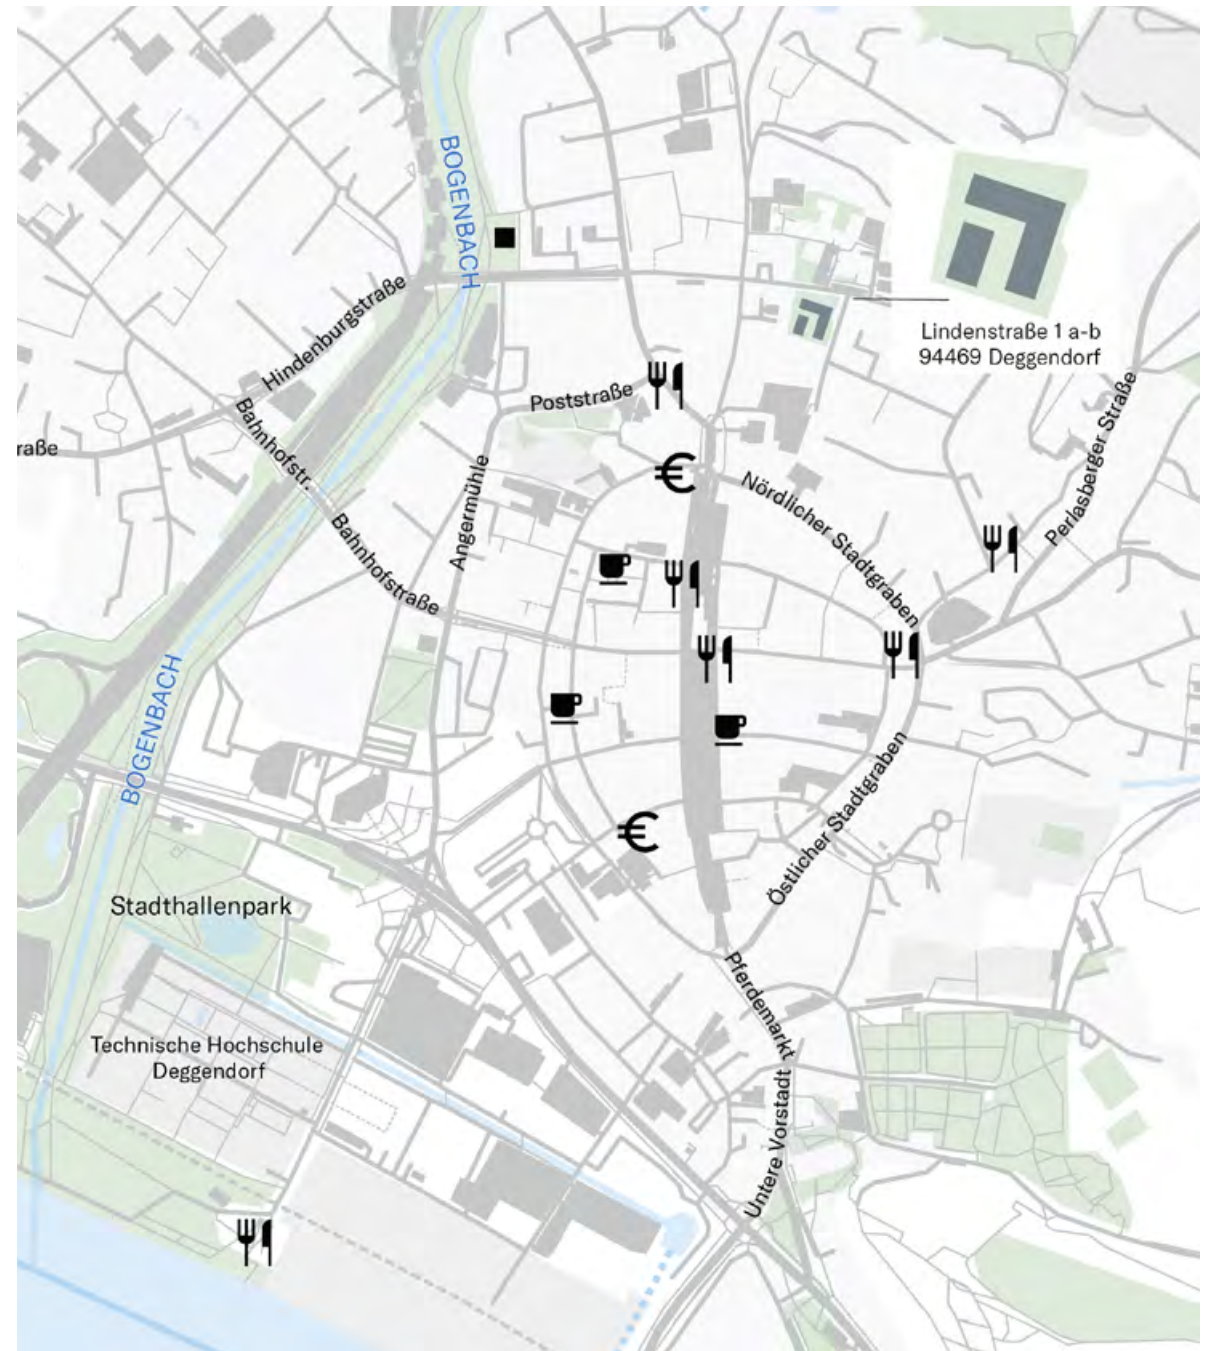 BOGENBACH
Hindenburgstraße
Lindenstraße 1 a-b
94469 Deggendorf
Poststraße
raße
Bahnhofstr.
Bahnhofstraße
Angermühle
€
Nördlicher Stadtgraben
Perlasberger Straße
BOGENBACH
€
Östlicher Stadtgraben
Stadthallenpark
Pferdemarkt
Technische Hochschule
Deggendorf
Untere Vorstadt